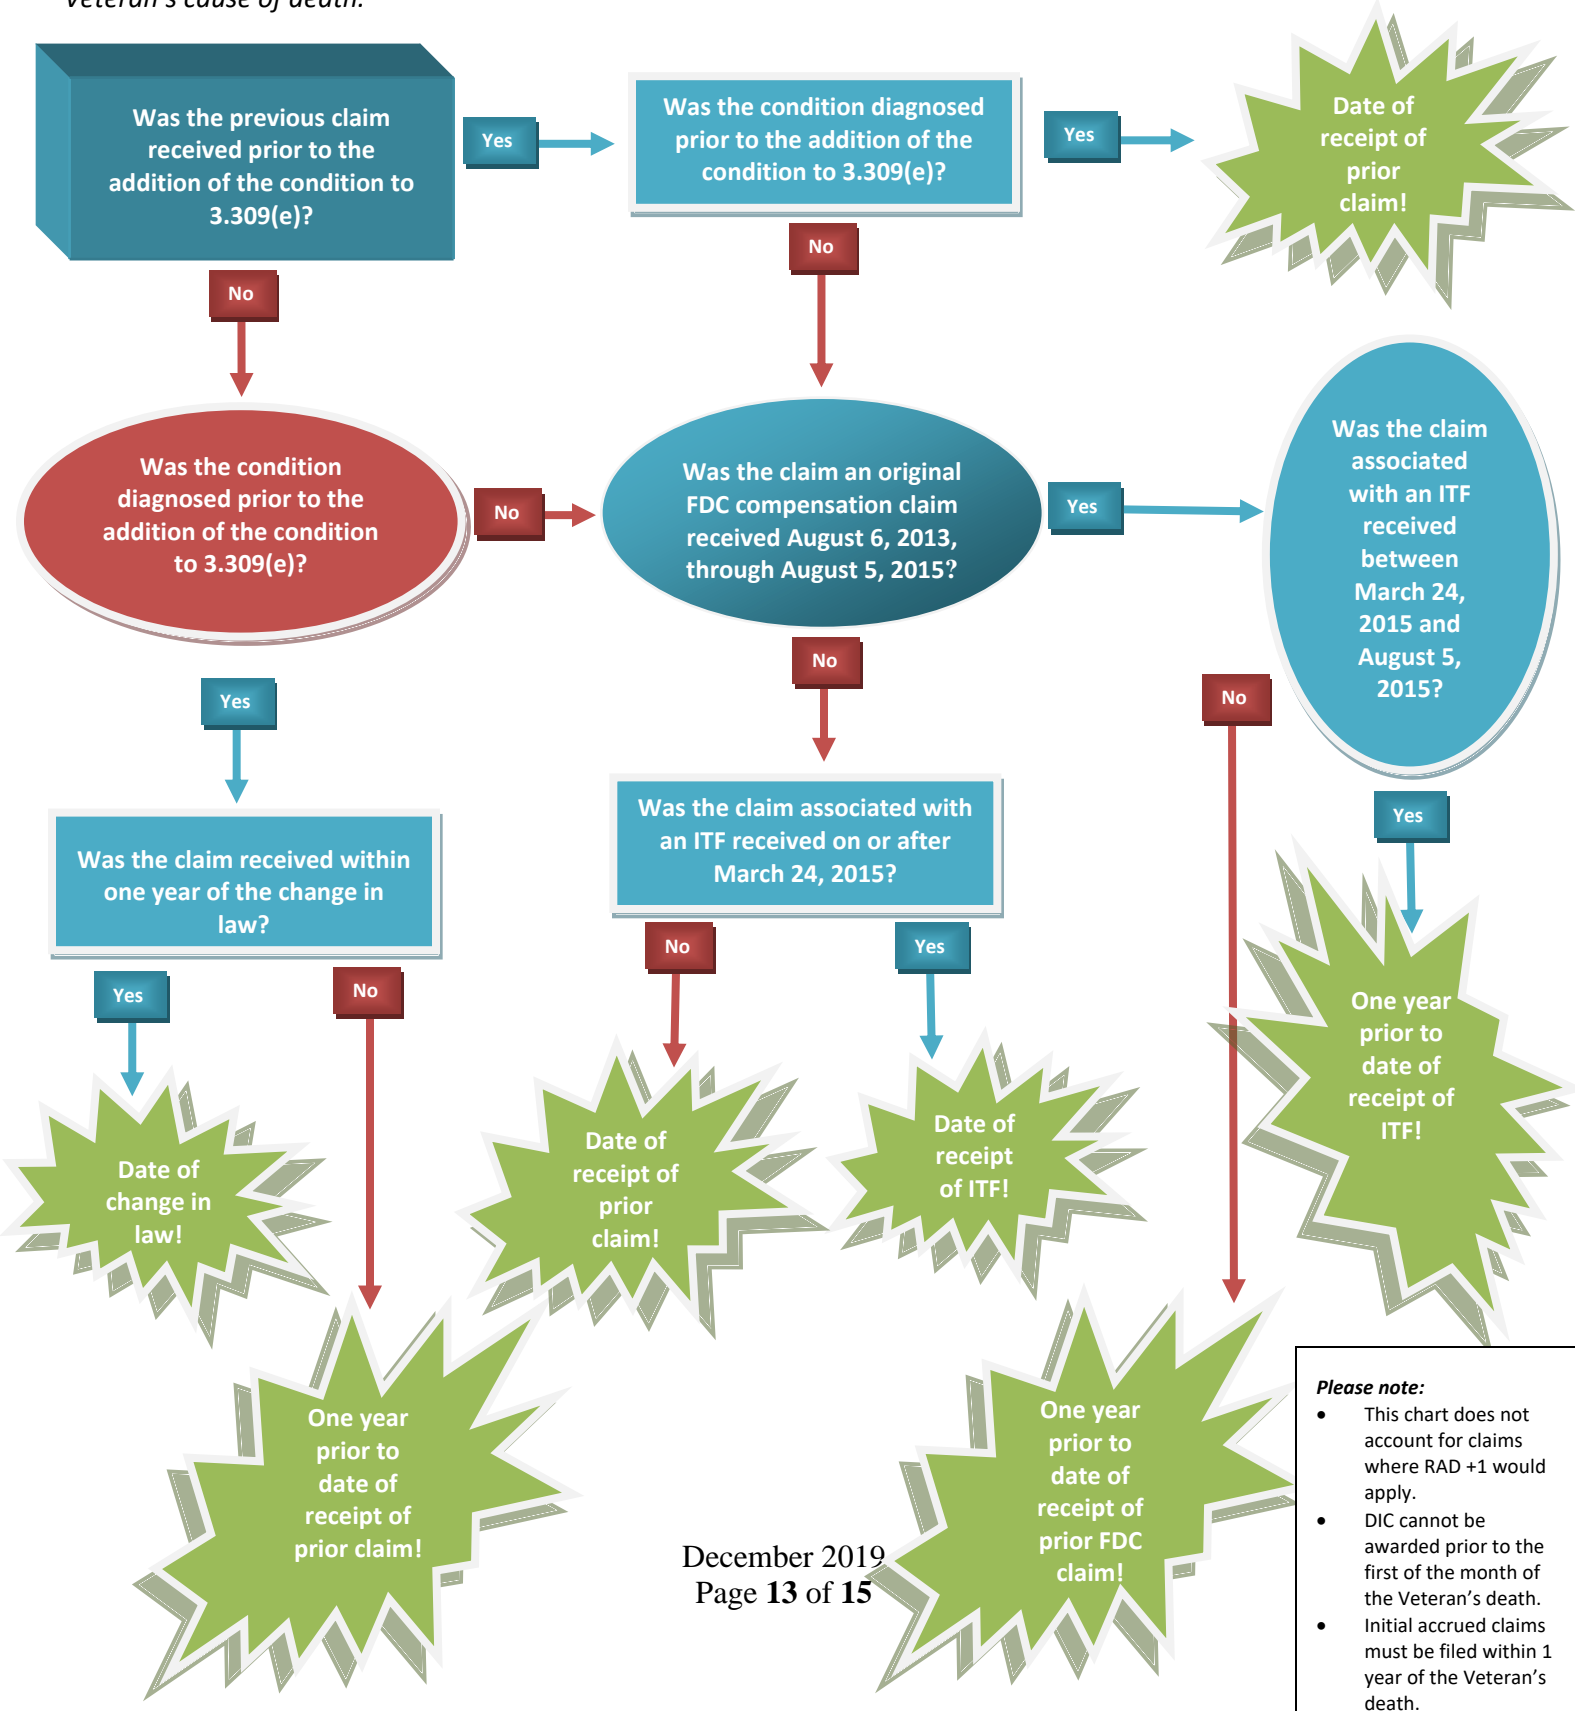 Veteran's cause of death.
Was the previous claim
received prior to the
addition of the condition to
3.309(e)?
Yes
Was the condition diagnosed
prior to the addition of the
condition to 3.309(e)?
Yes
Date of
receipt of
prior
claim!
No
No
Was the condition
diagnosed prior to the
addition of the condition
to 3.309(e)?
No
Was the claim an original
FDC compensation claim
received August 6, 2013,
through August 5, 2015?
Yes
Was the claim
associated
with an ITF
received
between
March 24,
2015 and
August 5,
2015?
Yes
No
No
Yes
Was the claim received within
one year of the change in
law?
Was the claim associated with
an ITF received on or after
March 24, 2015?
Yes
No
No
Yes
One year
prior to
date of
receipt of
ITF!
Date of
change in
law!
Date of
receipt of
prior
claim!
Date of
receipt
of ITF!
One year
prior to
date of
receipt of
prior claim!
One year
prior to
date of
receipt of
prior FDC
claim!
Please note:
• This chart does not
account for claims
where RAD +1 would
apply.
• DIC cannot be
awarded prior to the
first of the month of
the Veteran's death.
• Initial accrued claims
must be filed within 1
year of the Veteran's
death.
December 2019
Page 13 of 15